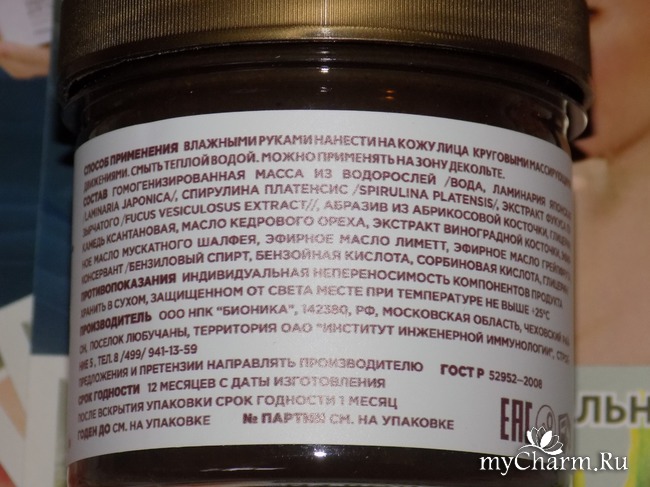 СПОСОБ ПРИМЕНЕНИЯ ВЛАЖНЫМИ РУКАМИ НАНЕСТИ НА КОЖУ ЛИЦА КРУГОВЫМИ
ДВИЖЕНИЯМИ. СМЫТЬ ТЕПЛОЙ ВОДОЙ. МОЖНО ПРИМЕНЯТЬ НА ЗОНУ ДЕКОЛЬТЕ.
СОСТАВ ГОМОГЕНИЗИРОВАННАЯ МАССА ИЗ ВОДОРОСЛЕЙ /ВОДА, ЛАМИНАРИЯ
(LAMINARIA JAPONICA/, СПИРУЛИНА ПЛАТЕНСИС /SPIRULINA PLATENSIS/, ЭКСТРАКТ ФУКУСА
ЗЫРЧАТОГО /FUCUS VESICULOSUS EXTRACT//, АБРАЗИВ ИЗ АБРИКОСОВОЙ КОСТОЧКИ,
КАМЕДЬ КСАНТАНОВАЯ, МАСЛО КЕДРОВОГО ОРЕХА, ЭКСТРАКТ ВИНОГРАДНОЙ КОСТОЧКИ,
НОЕ МАСЛО МУСКАТНОГО ШАЛФЕЯ, ЭФИРНОЕ МАСЛО ЛИМЕТТ, ЭФИРНОЕ МАСЛО
КОНСЕРВАНТ /БЕНЗИЛОВЫЙ СПИРТ, БЕНЗОЙНАЯ КИСЛОТА, СОРБИНОВАЯ КИСЛОТА,
ПРОТИВОПОКАЗАНИЯ ИНДИВИДУАЛЬНАЯ НЕПЕРЕНОСИМОСТЬ КОМПОНЕНТОВ ПРОДУКТА
ХРАНИТЬ В СУХОМ, ЗАЩИЩЕННОМ ОТ СВЕТА МЕСТЕ ПРИ ТЕМПЕРАТУРЕ НЕ ВЫШЕ +25°С
ПРОИЗВОДИТЕЛЬ ООО НПК "БИОНИКА", 142380, РФ, МОСКОВСКАЯ ОБЛАСТЬ, ЧЕХОВСКИЙ
ОН, ПОСЕЛОК ЛЮБУЧАНЫ, ТЕРРИТОРИЯ ОАО "ИНСТИТУТ ИНЖЕНЕРНОЙ ИММУНОЛОГИИ", СТРОЕ
НИЕ 5, ТЕЛ. 8 /499/ 941-13-59
ПРЕДЛОЖЕНИЯ И ПРЕТЕНЗИИ НАПРАВЛЯТЬ ПРОИЗВОДИТЕЛЮ ГОСТ Р 52952-2008
СРОК ГОДНОСТИ 12 МЕСЯЦЕВ С ДАТЫ ИЗГОТОВЛЕНИЯ
ПОСЛЕ ВСКРЫТИЯ УПАКОВКИ СРОК ГОДНОСТИ 1 МЕСЯЦ
ГОДЕН ДО СМ. НА УПАКОВКЕ № ПАРТИИ СМ. НА УПАКОВКЕ
EAC
ЛЬН
myCharm.Ru